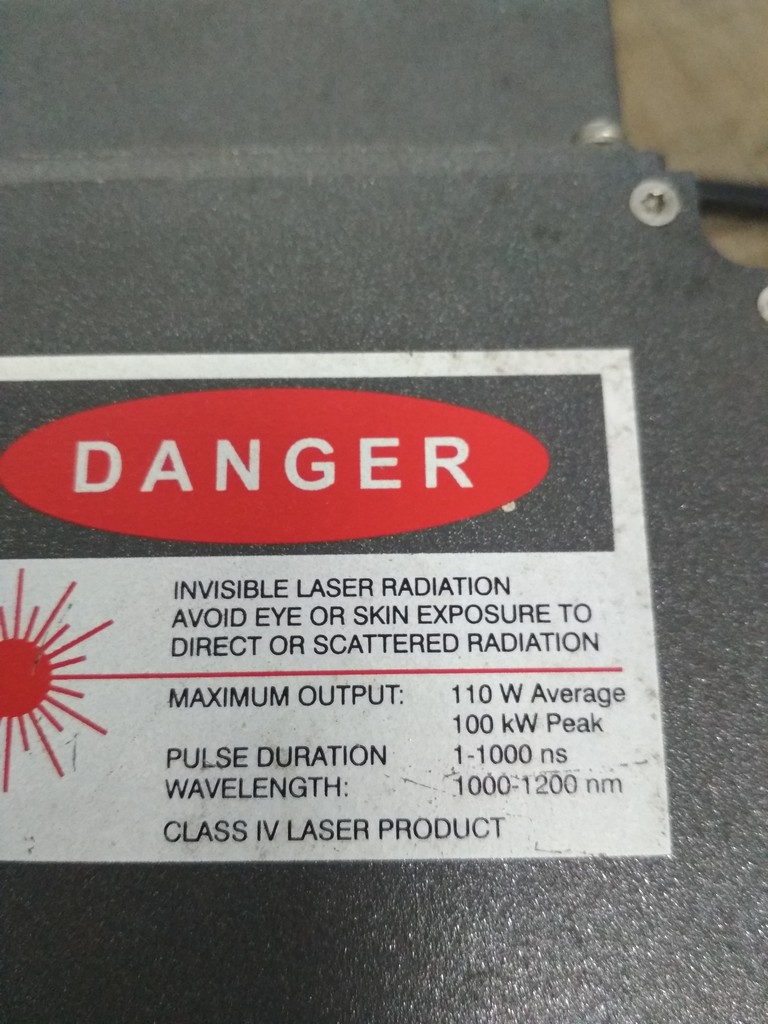 DANGER
INVISIBLE LASER RADIATION
AVOID EYE OR SKIN EXPOSURE TO
DIRECT OR SCATTERED RADIATION
MAXIMUM OUTPUT: 110 W Average
100 kW Peak
PULSE DURATION 1-1000 ns
WAVELENGTH: 1000-1200 nm
CLASS IV LASER PRODUCT